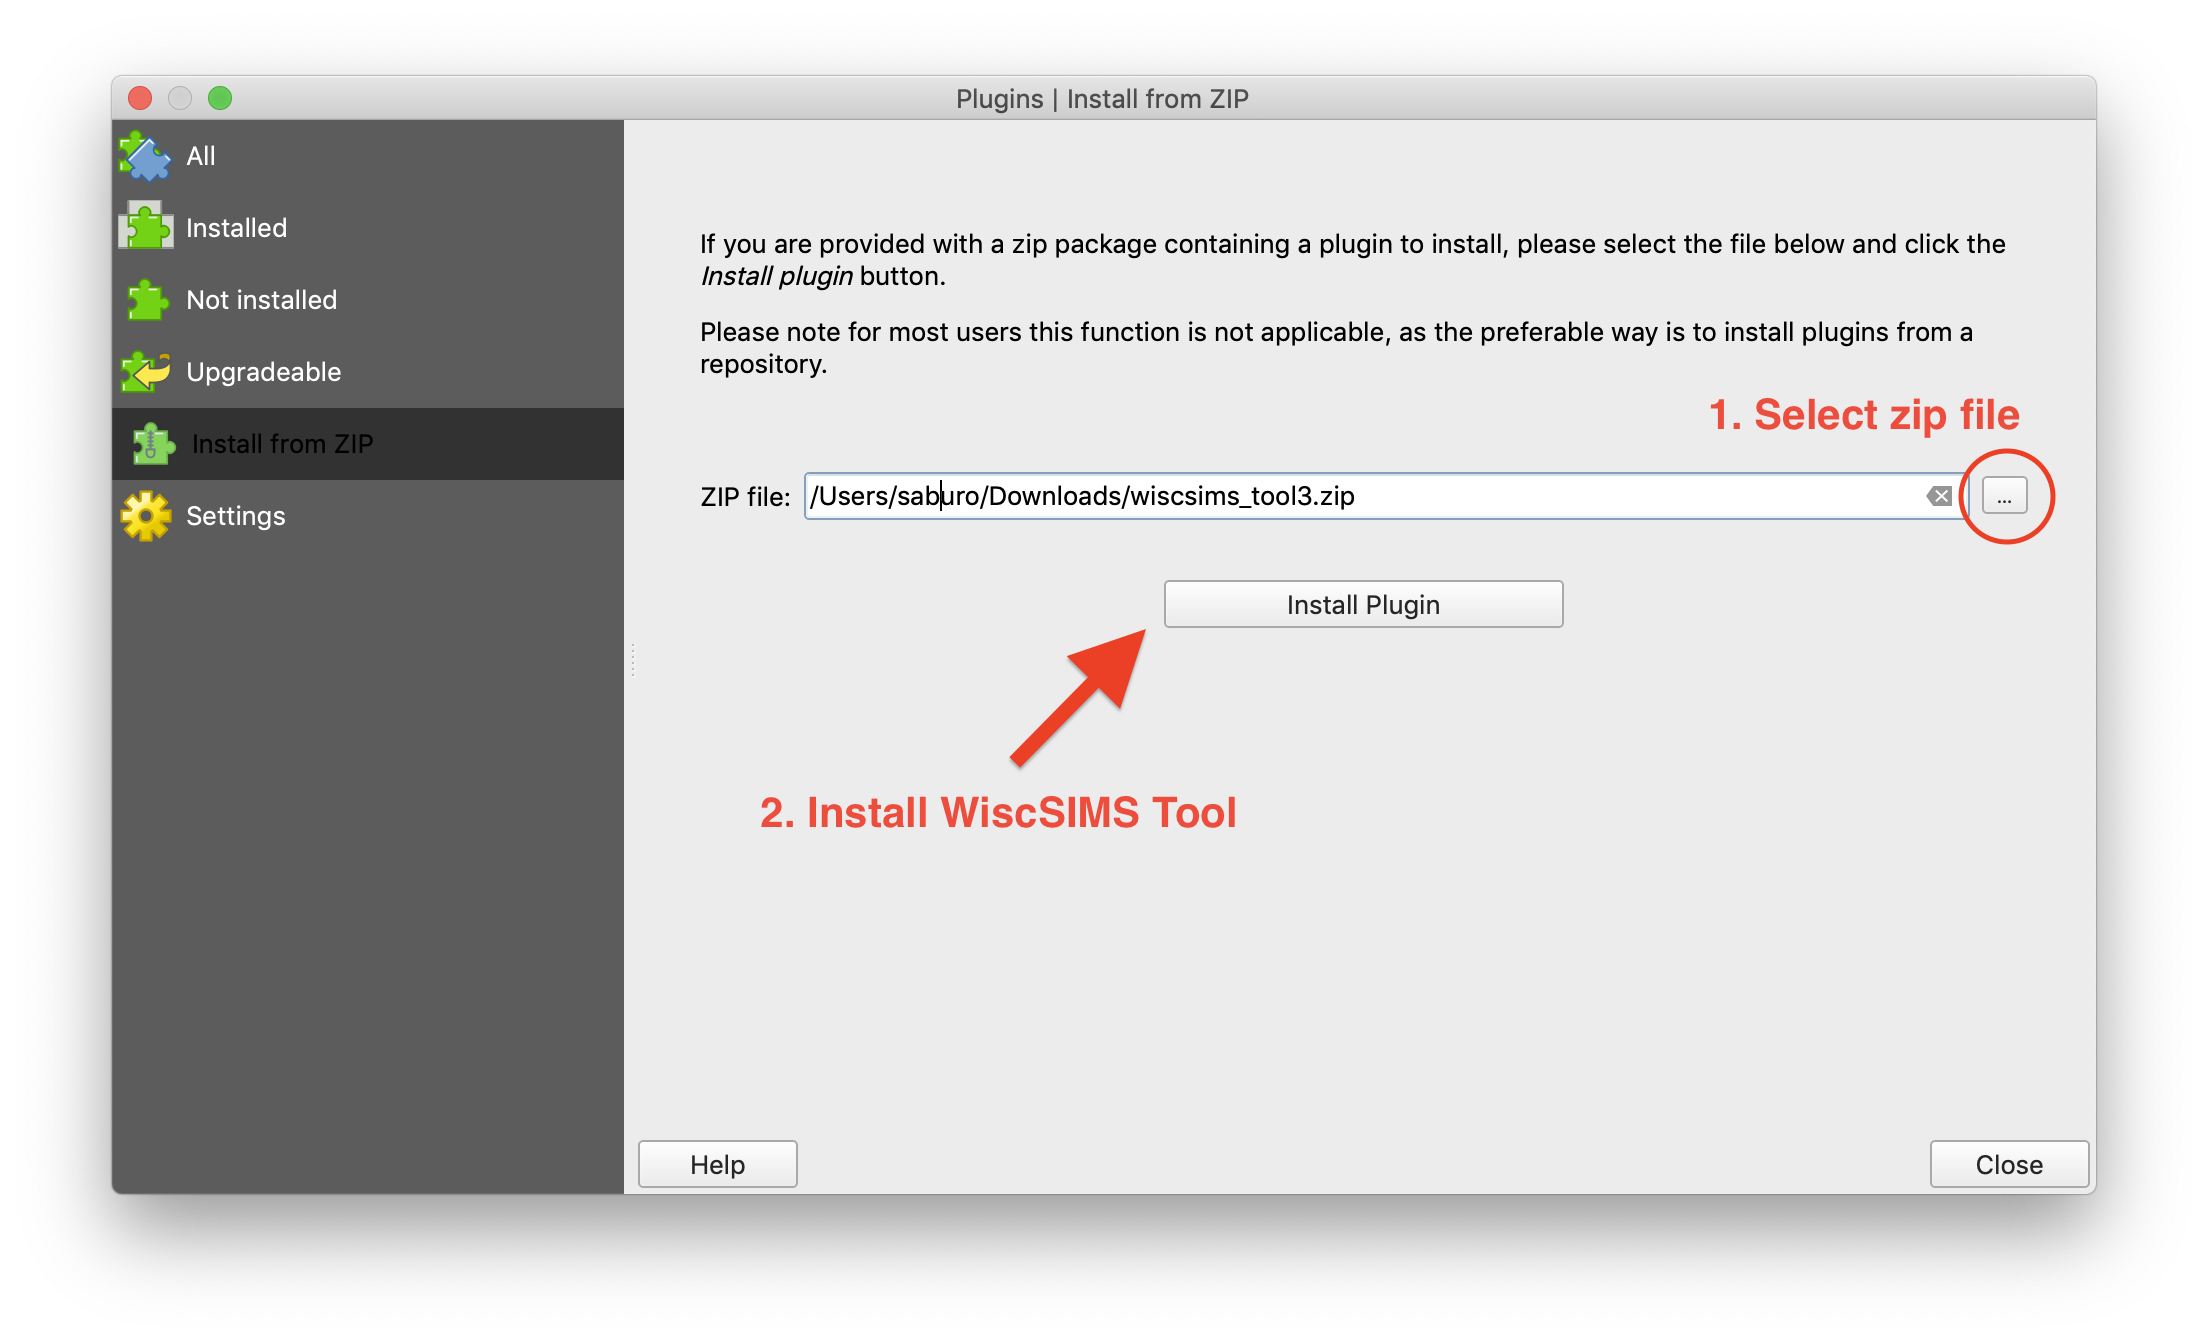 Plugins | Install from ZIP
All
Installed
Not installed
Upgradeable
Install from ZIP
Settings
If you are provided with a zip package containing a plugin to install, please select the file below and click the
Install plugin button.
Please note for most users this function is not applicable, as the preferable way is to install plugins from a
repository.
1. Select zip file
ZIP file: /Users/saburo/Downloads/wiscsims_tool3.zip ...
Install Plugin
2. Install WiscSIMS Tool
Help
Close